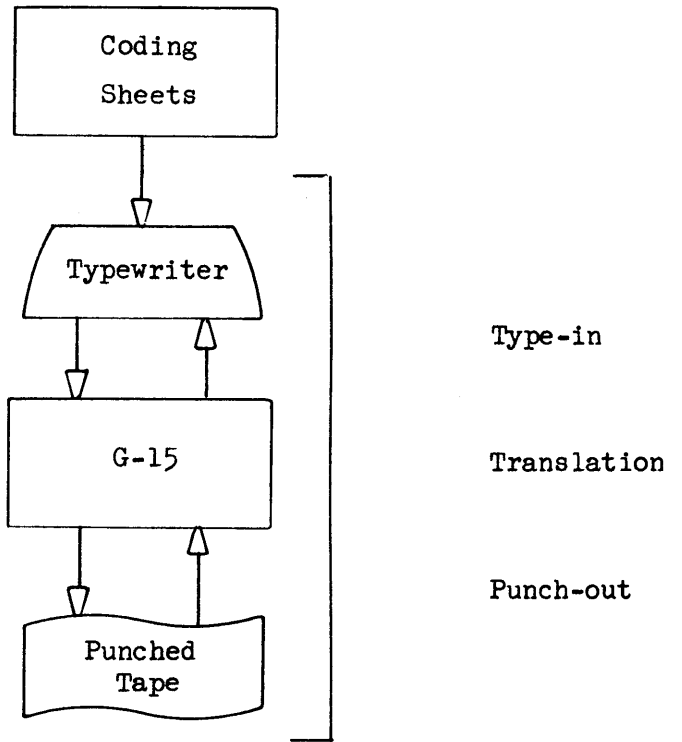 Coding
Sheets
Typewriter
Type-in
G-15
Translation
Punch-out
Punched
Tape